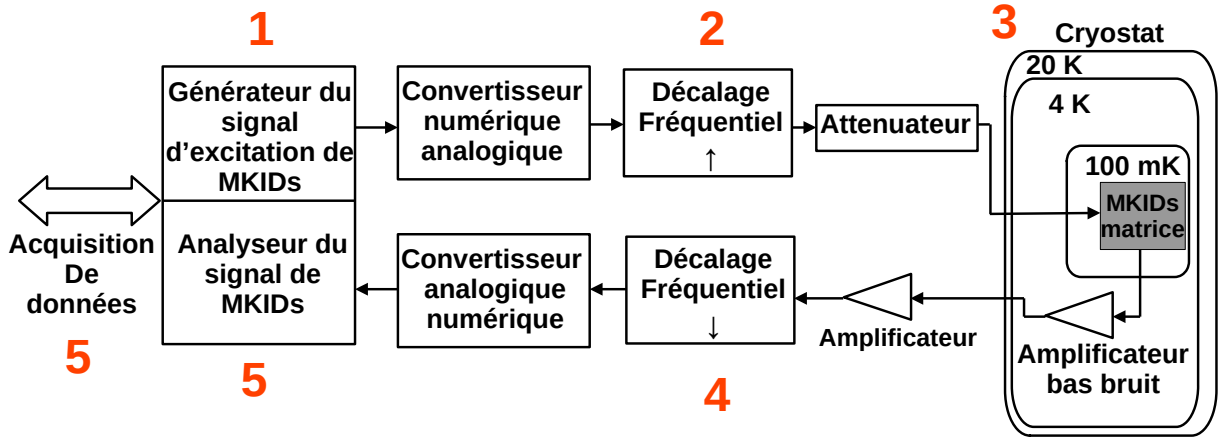 1
2
3
Cryostat
20 K
4 K
Générateur du
signal
d'excitation de
MKIDs
Convertisseur
numérique
analogique
Décalage
Fréquentiel
↑
Attenuateur
100 mK
MKIDs
matrice
Acquisition
De
données
5
Analyseur du
signal de
MKIDs
5
Convertisseur
analogique
numérique
Décalage
Fréquentiel
↓
4
Amplificateur
Amplificateur
bas bruit